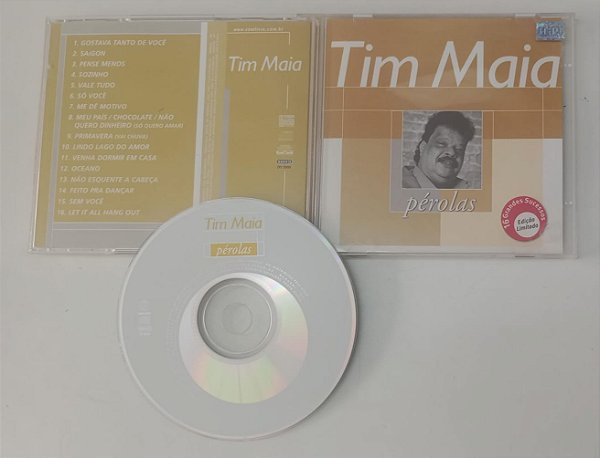 1. GOSTAVA TANTO DE VOCÊ
2. SAIGON
3. PENSE MENOS
4. SOZINHO
5. VALE TUDO
6. SÓ VOCÊ
7. ME DÊ MOTIVO
8. MEU PAIS / CHOCOLATE / NÃO
QUERO DINHEIRO (SÓ QUERO AMAR)
9. PRIMAVERA (VAI CHUVA)
10. LINDO LAGO DO AMOR
11. VENHA DORMIR EM CASA
12. OCEANO
13. NÃO ESQUENTE A CABEÇA
14. FEITO PRA DANÇAR
15. SEM VOCÊ
16. LET IT ALL HANG OUT
Tim Maia
Tim Maia
pérolas
16 Grandes Sucessos
Edição
Limitada
Tim Maia
pérolas